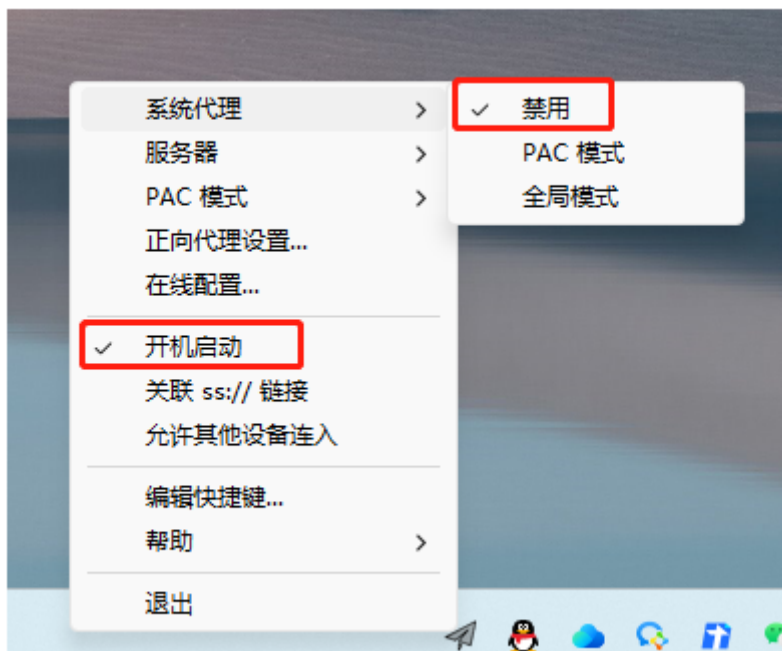 系统代理
禁用
服务器
PAC 模式
PAC 模式
全局模式
正向代理设置...
在线配置...
开机启动
关联 ss:// 链接
允许其他设备连入
编辑快捷键...
帮助
退出